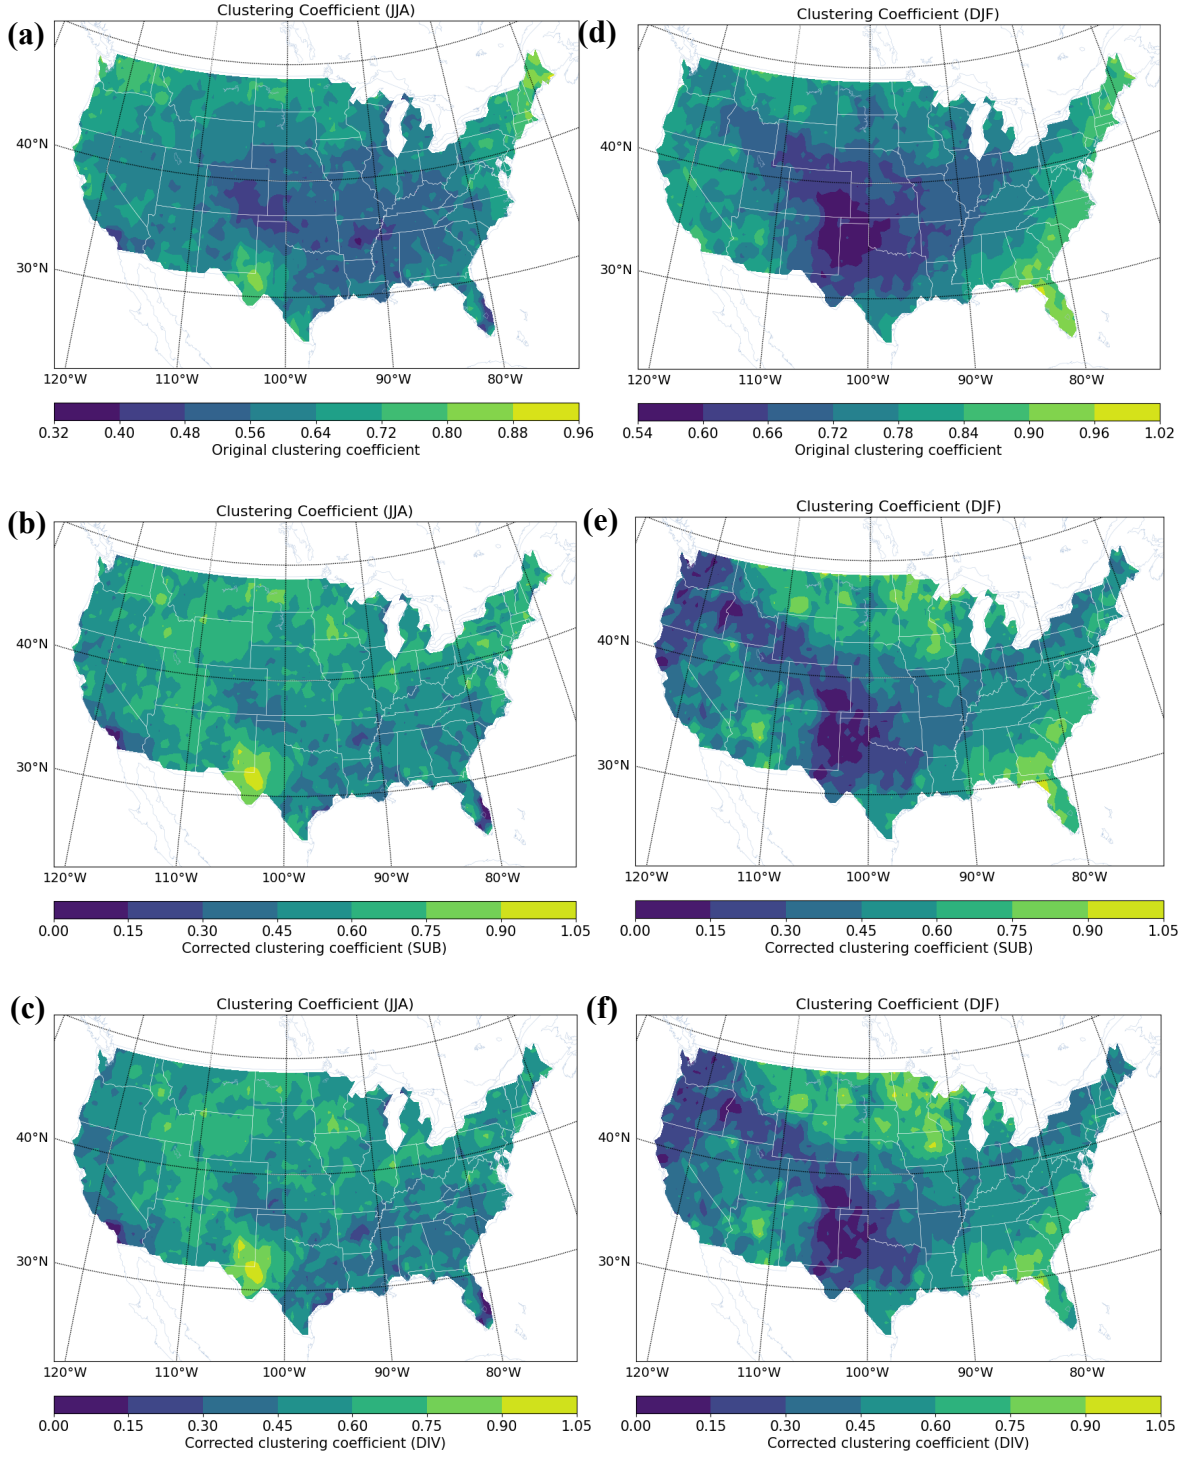 (a)
Clustering Coefficient (JJA)
40°N
30°N
120°W 110°W 100°W 90°W 80°W
0.32 0.40 0.48 0.56 0.64 0.72 0.80 0.88 0.96
Original clustering coefficient
(d)
Clustering Coefficient (DJF)
40°N
30°N
120°W 110°W 100°W 90°W 80°W
0.54 0.60 0.66 0.72 0.78 0.84 0.90 0.96 1.02
Original clustering coefficient
(b)
Clustering Coefficient (JJA)
40°N
30°N
120°W 110°W 100°W 90°W 80°W
0.00 0.15 0.30 0.45 0.60 0.75 0.90 1.05
Corrected clustering coefficient (SUB)
(e)
Clustering Coefficient (DJF)
40°N
30°N
120°W 110°W 100°W 90°W 80°W
0.00 0.15 0.30 0.45 0.60 0.75 0.90 1.05
Corrected clustering coefficient (SUB)
(c)
Clustering Coefficient (JJA)
40°N
30°N
120°W 110°W 100°W 90°W 80°W
0.00 0.15 0.30 0.45 0.60 0.75 0.90 1.05
Corrected clustering coefficient (DIV)
(f)
Clustering Coefficient (DJF)
40°N
30°N
120°W 110°W 100°W 90°W 80°W
0.00 0.15 0.30 0.45 0.60 0.75 0.90 1.05
Corrected clustering coefficient (DIV)